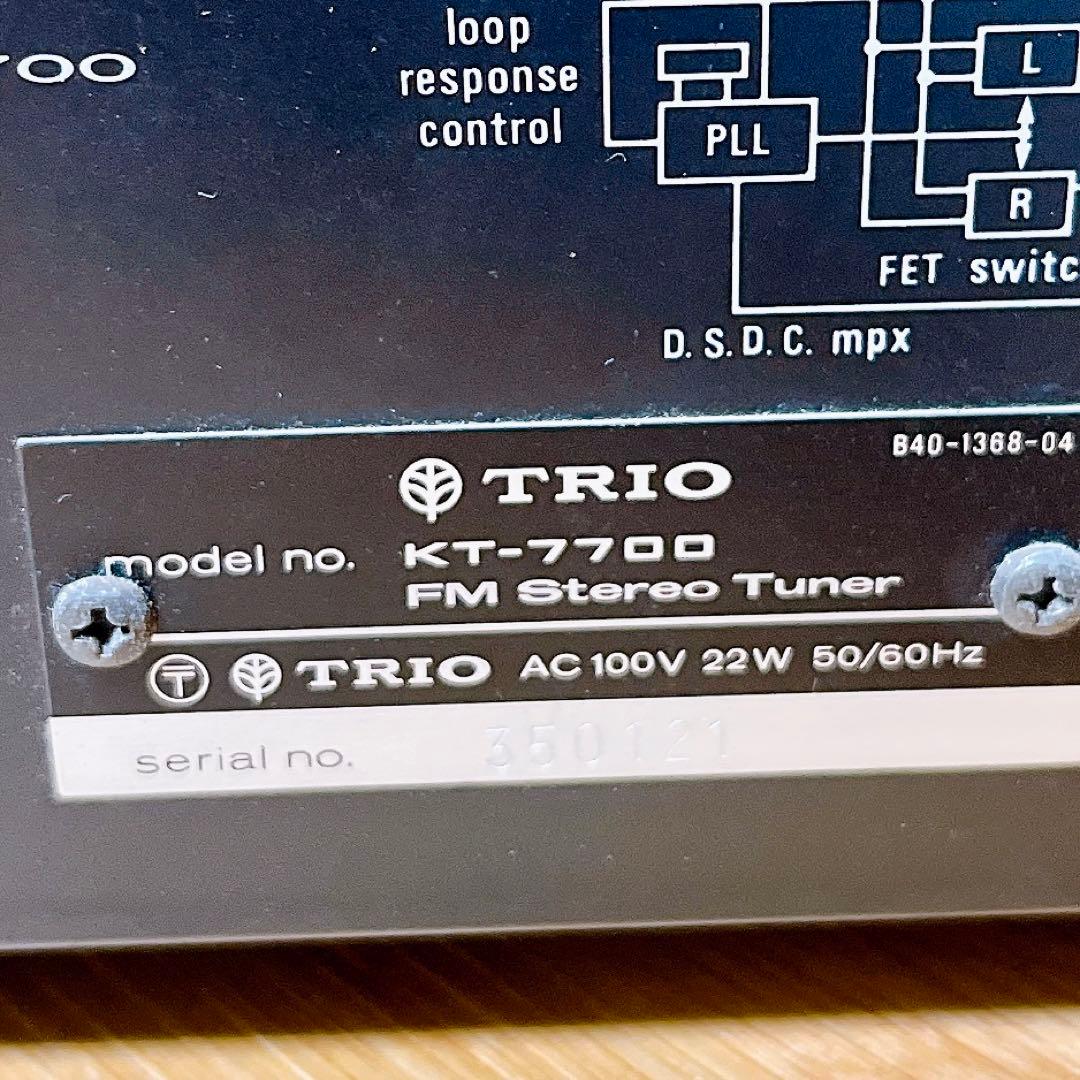 700
loop
response
control
PLL
L
R
FET switc
D.S.D.C. mpx
B40-1368-04
TRIO
model no. KT-7700
FM Stereo Tuner
T TRIO AC 100V 22W 50/60Hz
serial no. 350121